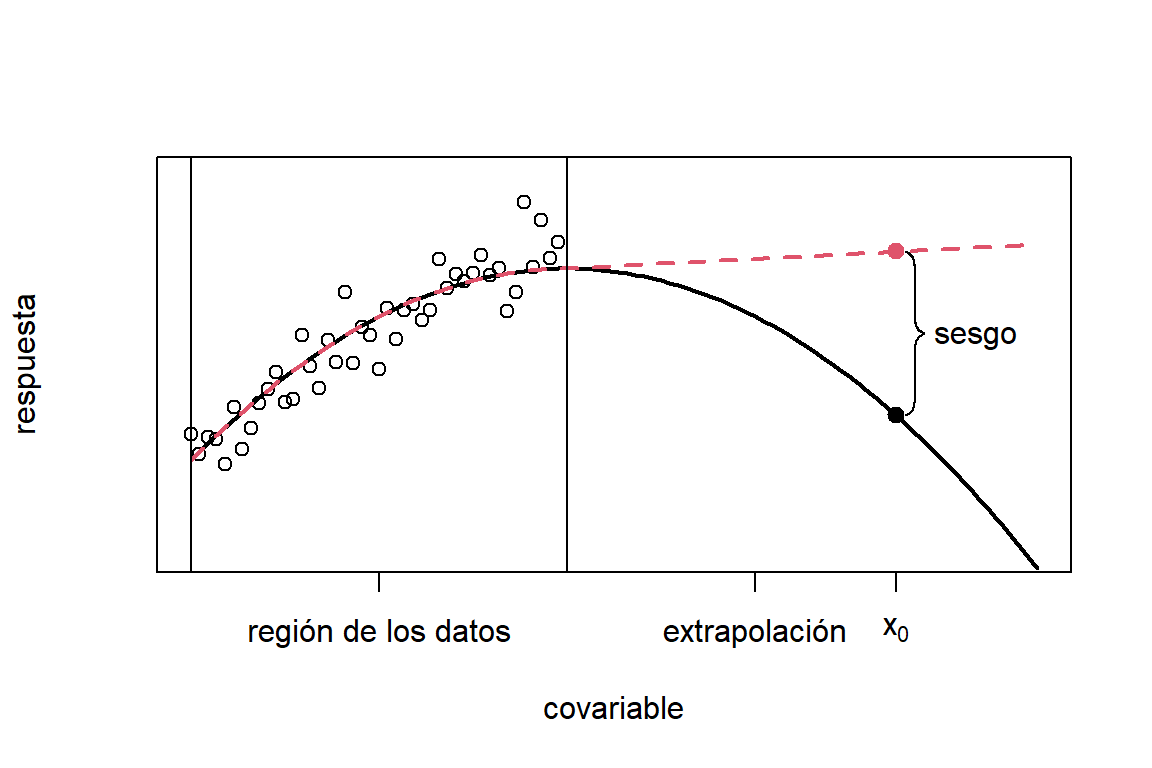 respuesta
sesgo
región de los datos
extrapolación
x₀
covariable